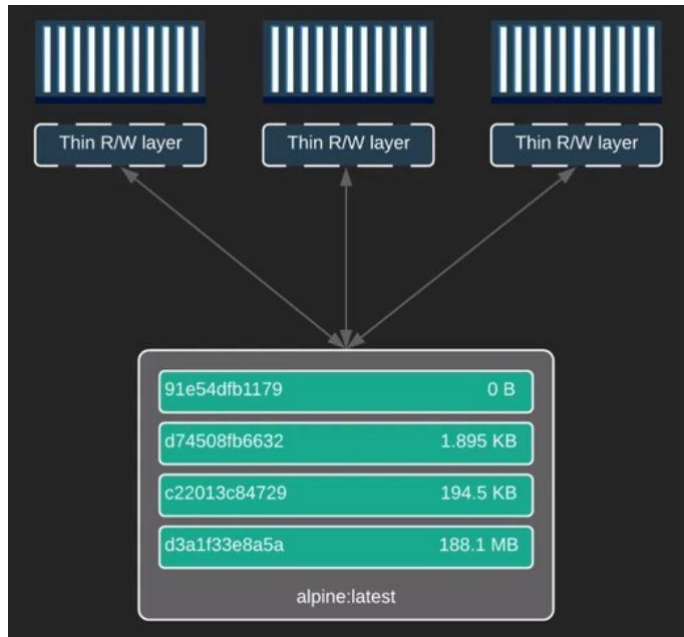 Thin R/W layer
Thin R/W layer
Thin R/W layer
91e54dfb1179 0 B
d74508fb6632 1.895 KB
c22013c84729 194.5 KB
d3a1f33e8a5a 188.1 MB
alpine:latest